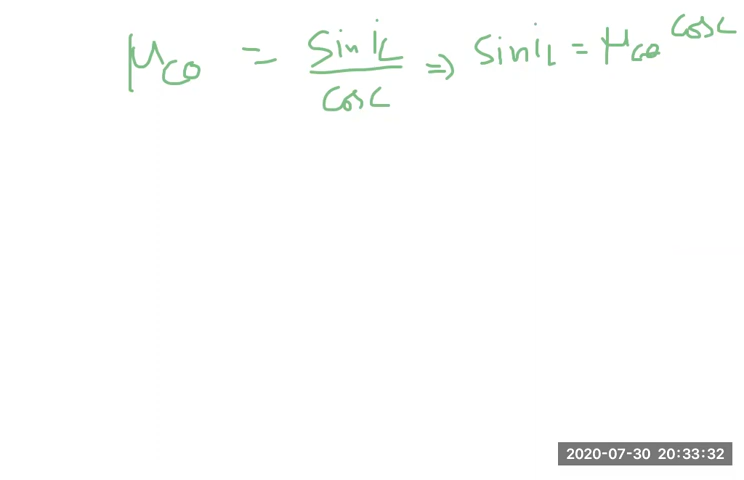 μco = Sin iL / Cos C ⇒ Sin iL = μco Cos C
2020-07-30 20:33:32